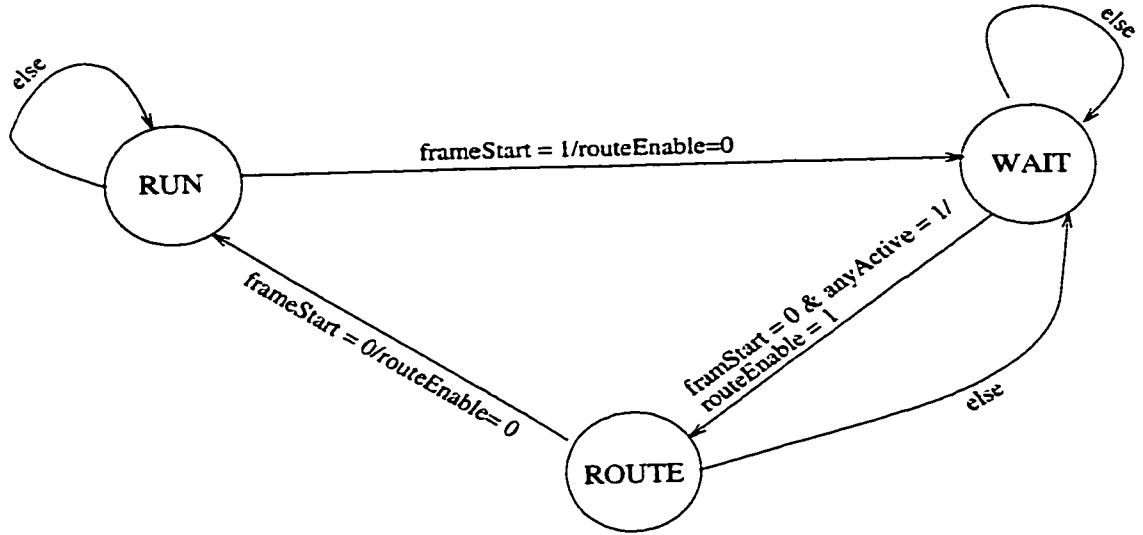 else
else
frameStart = 1/routeEnable=0
RUN
WAIT
framStart = 0 & anyActive = 1/
routeEnable = 1
frameStart = 0/routeEnable= 0
else
ROUTE